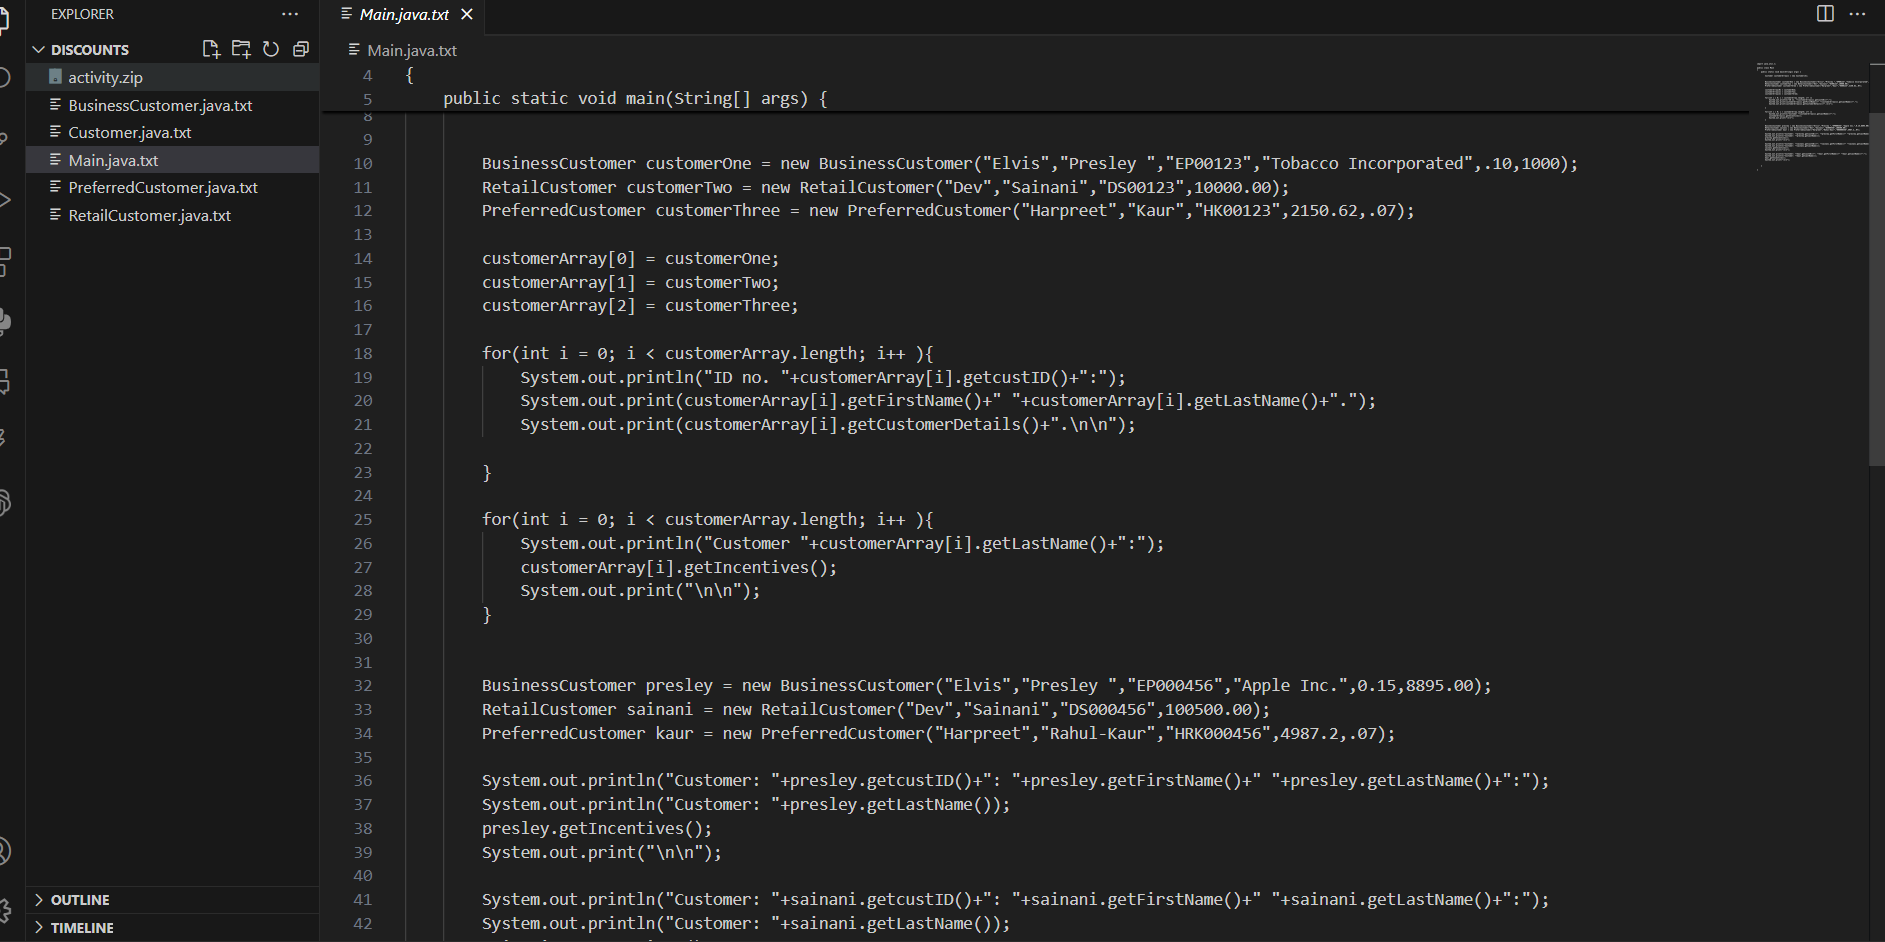 EXPLORER
DISCOUNTS
activity.zip
BusinessCustomer.java.txt
Customer.java.txt
Main.java.txt
PreferredCustomer.java.txt
RetailCustomer.java.txt
OUTLINE
TIMELINE
Main.java.txt
Main.java.txt
4 {
5 public static void main(String[] args) {
8
9
10 BusinessCustomer customerOne = new BusinessCustomer("Elvis","Presley ","EP00123","Tobacco Incorporated",.10,1000);
11 RetailCustomer customerTwo = new RetailCustomer("Dev","Sainani","DS00123",10000.00);
12 PreferredCustomer customerThree = new PreferredCustomer("Harpreet","Kaur","HK00123",2150.62,.07);
13
14 customerArray[0] = customerOne;
15 customerArray[1] = customerTwo;
16 customerArray[2] = customerThree;
17
18 for(int i = 0; i < customerArray.length; i++ ){
19 System.out.println("ID no. "+customerArray[i].getcustID()+":");
20 System.out.print(customerArray[i].getFirstName()+" "+customerArray[i].getLastName()+".");
21 System.out.print(customerArray[i].getCustomerDetails()+".\n\n");
22
23 }
24
25 for(int i = 0; i < customerArray.length; i++ ){
26 System.out.println("Customer "+customerArray[i].getLastName()+":");
27 customerArray[i].getIncentives();
28 System.out.print("\n\n");
29 }
30
31
32 BusinessCustomer presley = new BusinessCustomer("Elvis","Presley ","EP000456","Apple Inc.",0.15,8895.00);
33 RetailCustomer sainani = new RetailCustomer("Dev","Sainani","DS000456",100500.00);
34 PreferredCustomer kaur = new PreferredCustomer("Harpreet","Rahul-Kaur","HRK000456",4987.2,.07);
35
36 System.out.println("Customer: "+presley.getcustID()+": "+presley.getFirstName()+" "+presley.getLastName()+":");
37 System.out.println("Customer: "+presley.getLastName());
38 presley.getIncentives();
39 System.out.print("\n\n");
40
41 System.out.println("Customer: "+sainani.getcustID()+": "+sainani.getFirstName()+" "+sainani.getLastName()+":");
42 System.out.println("Customer: "+sainani.getLastName());